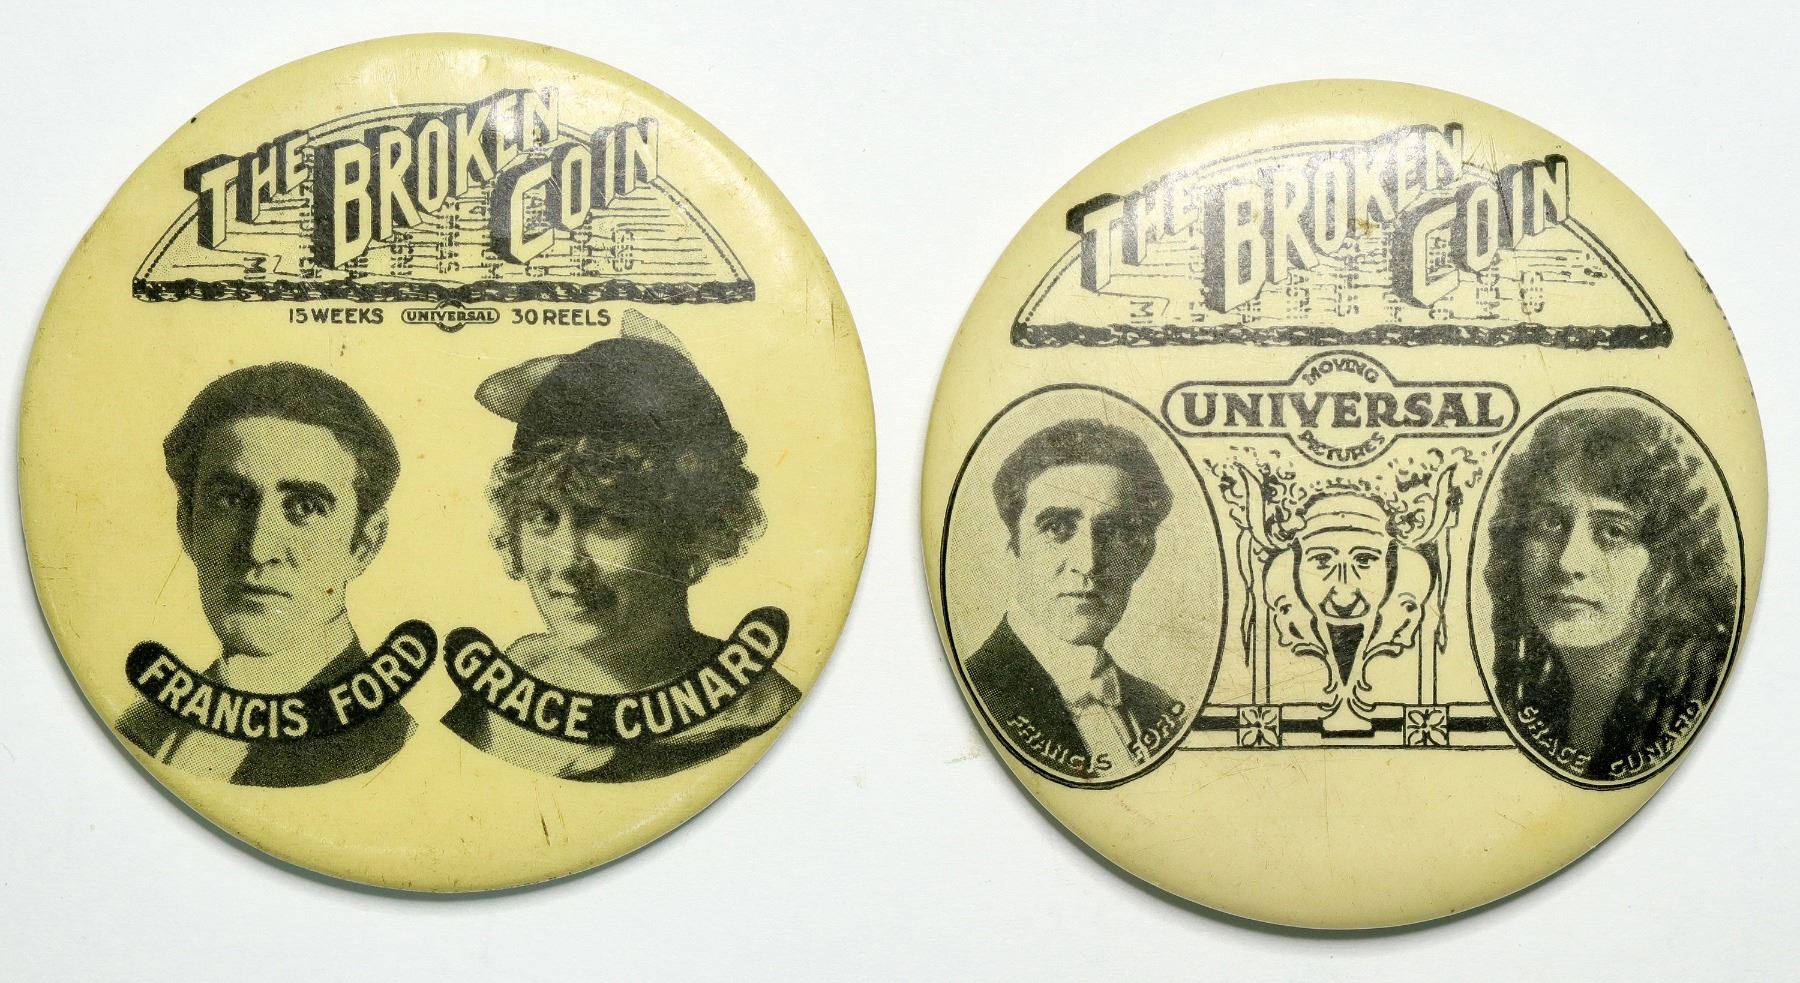 THE BROKEN COIN
15 WEEKS UNIVERSAL 30 REELS
FRANCIS FORD
GRACE CUNARD
THE BROKEN COIN
MOVING
UNIVERSAL
PICTURES
FRANCIS FORD
GRACE CUNARD